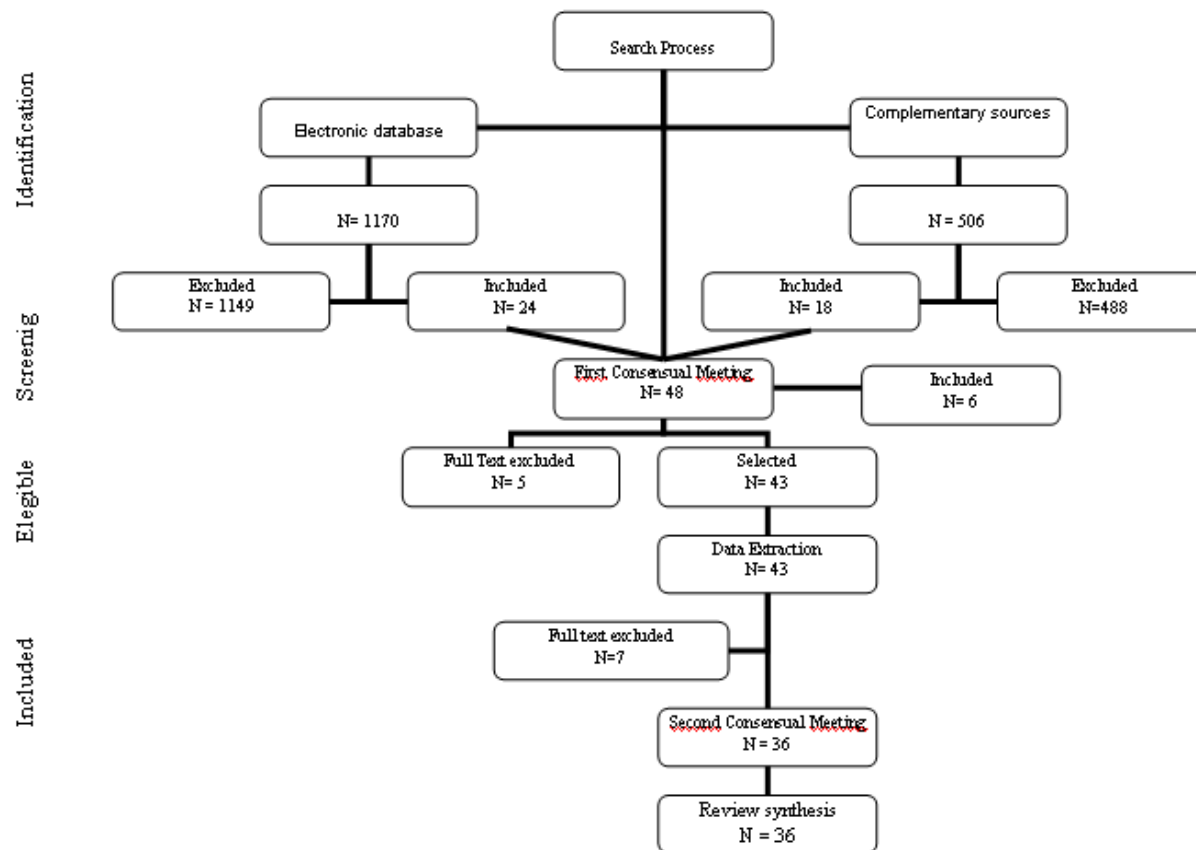 Search Process
Identification
Electronic database
Complementary sources
N= 1170
N = 506
Excluded
N = 1149
Included
N= 24
Included
N= 18
Excluded
N=488
Screenig
First Consensual Meeting
N= 48
Included
N= 6
Elegible
Full Text excluded
N= 5
Selected
N= 43
Data Extraction
N= 43
Included
Full text excluded
N=7
Second Consensual Meeting
N = 36
Review synthesis
N = 36